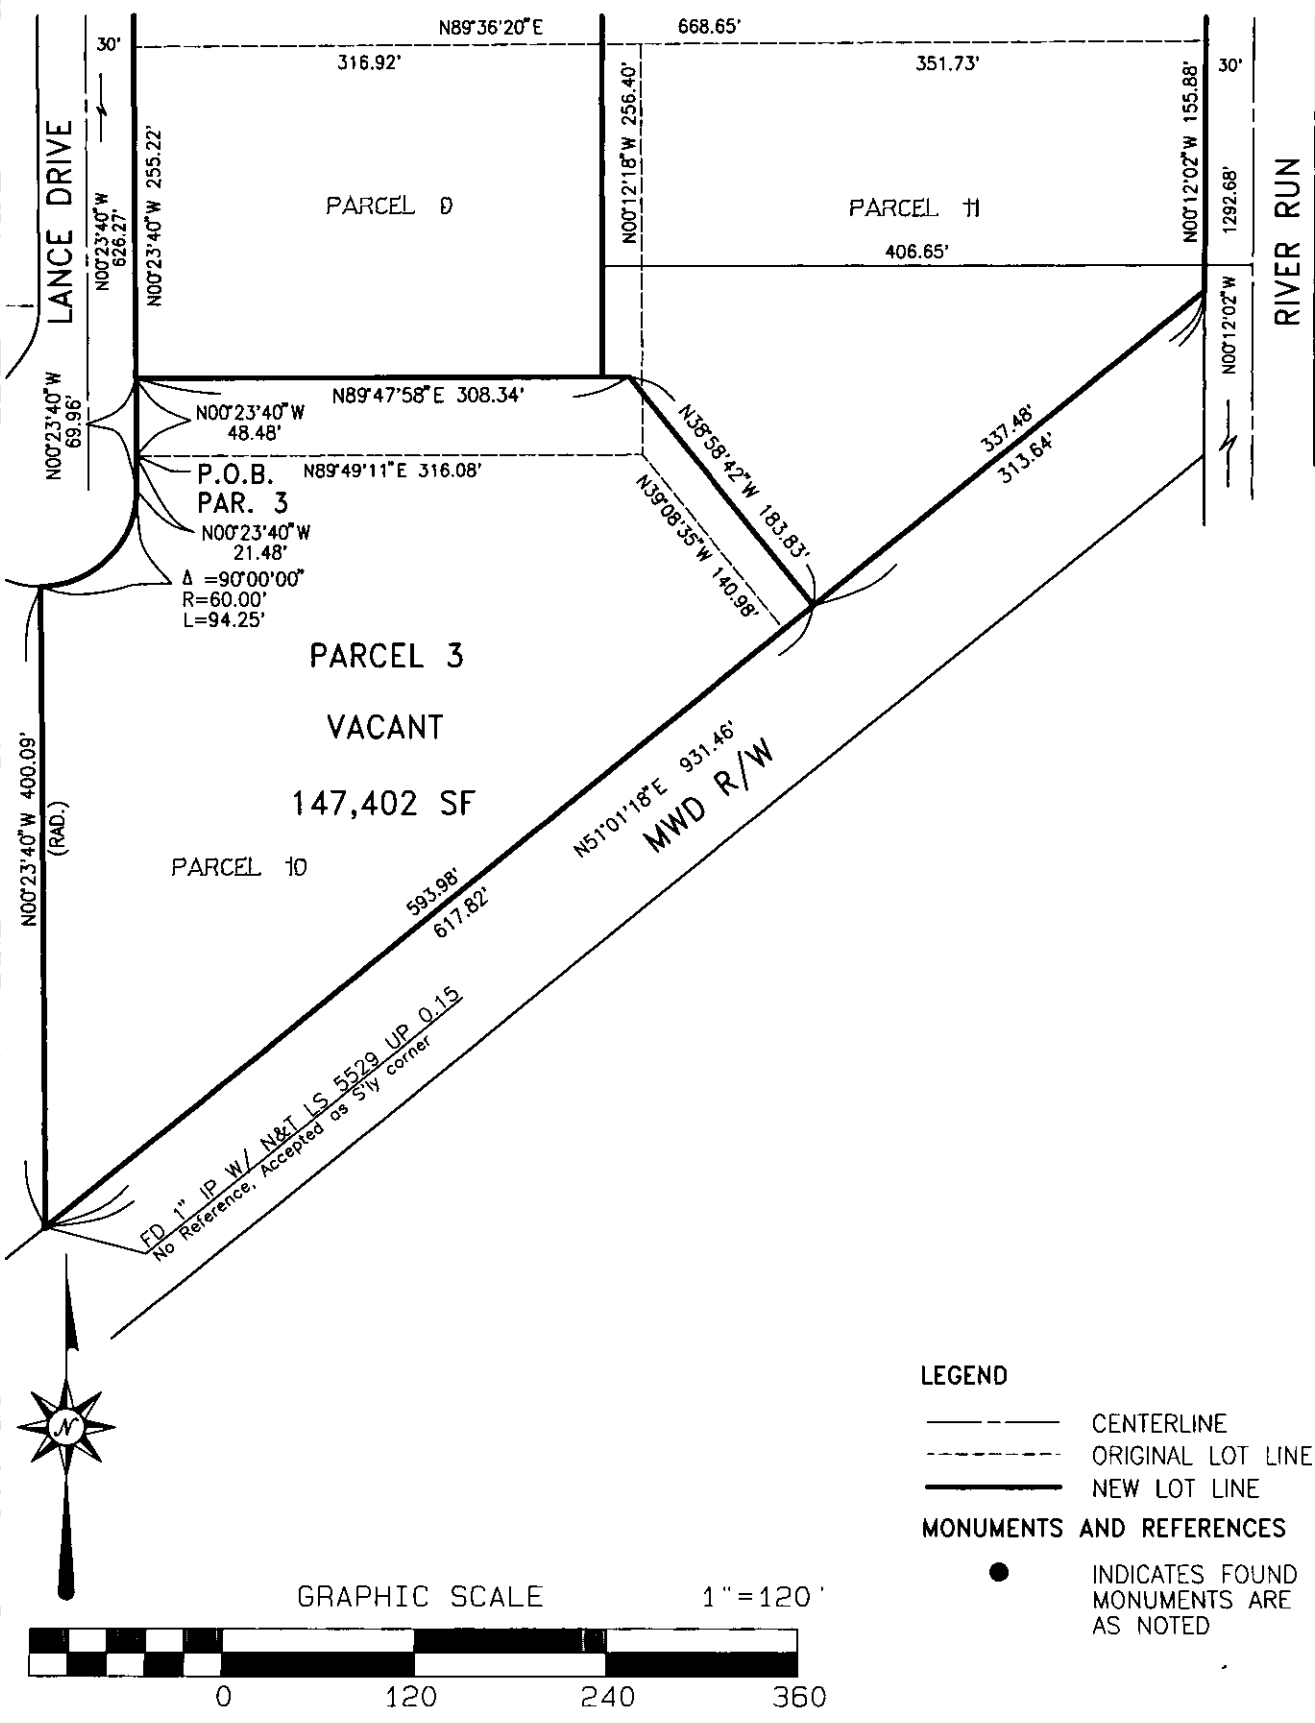 N89°36'20"E 668.65'
30' 316.92' 351.73' 30'
LANCE DRIVE
N00°23'40"W
626.27'
N00°23'40"W 255.22'
PARCEL 9
N00°12'18"W 256.40'
PARCEL 11
N00°12'02"W 155.88'
1292.68'
N00°12'02"W
RIVER RUN
406.65'
N00°23'40"W
69.96'
N89°47'58"E 308.34'
N00°23'40"W
48.48'
N89°49'11"E 316.08'
P.O.B.
PAR. 3
N00°23'40"W
21.48'
Δ =90°00'00"
R=60.00'
L=94.25'
N38°58'42"W 183.83'
N39°08'35"W 140.98'
337.48'
313.64'
PARCEL 3
VACANT
147,402 SF
PARCEL 10
N00°23'40"W 400.09'
(RAD.)
N51°01'18"E 931.46'
MWD R/W
593.98'
617.82'
FD 1" IP W/ N&T LS 5529 UP 0.15
No Reference, Accepted as S'ly corner
N
LEGEND
CENTERLINE
ORIGINAL LOT LINE
NEW LOT LINE
MONUMENTS AND REFERENCES
INDICATES FOUND
MONUMENTS ARE
AS NOTED
GRAPHIC SCALE 1"=120'
0 120 240 360